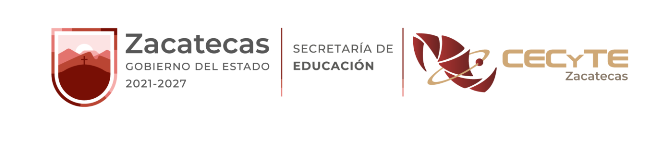 Zacatecas
GOBIERNO DEL ESTADO
2021-2027
SECRETARÍA DE
EDUCACIÓN
CECyTE
Zacatecas